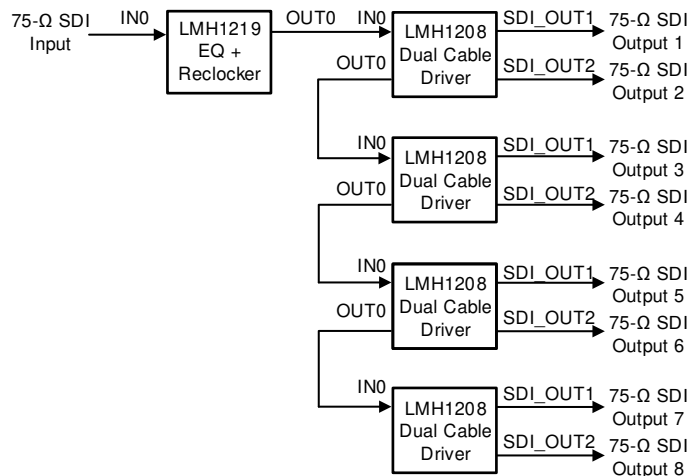 75-Ω SDI
Input
IN0
LMH1219
EQ +
Reclocker
OUT0
IN0
LMH1208
Dual Cable
Driver
SDI_OUT1
75-Ω SDI
Output 1
OUT0
SDI_OUT2
75-Ω SDI
Output 2
IN0
LMH1208
Dual Cable
Driver
SDI_OUT1
75-Ω SDI
Output 3
OUT0
SDI_OUT2
75-Ω SDI
Output 4
IN0
LMH1208
Dual Cable
Driver
SDI_OUT1
75-Ω SDI
Output 5
OUT0
SDI_OUT2
75-Ω SDI
Output 6
IN0
LMH1208
Dual Cable
Driver
SDI_OUT1
75-Ω SDI
Output 7
SDI_OUT2
75-Ω SDI
Output 8